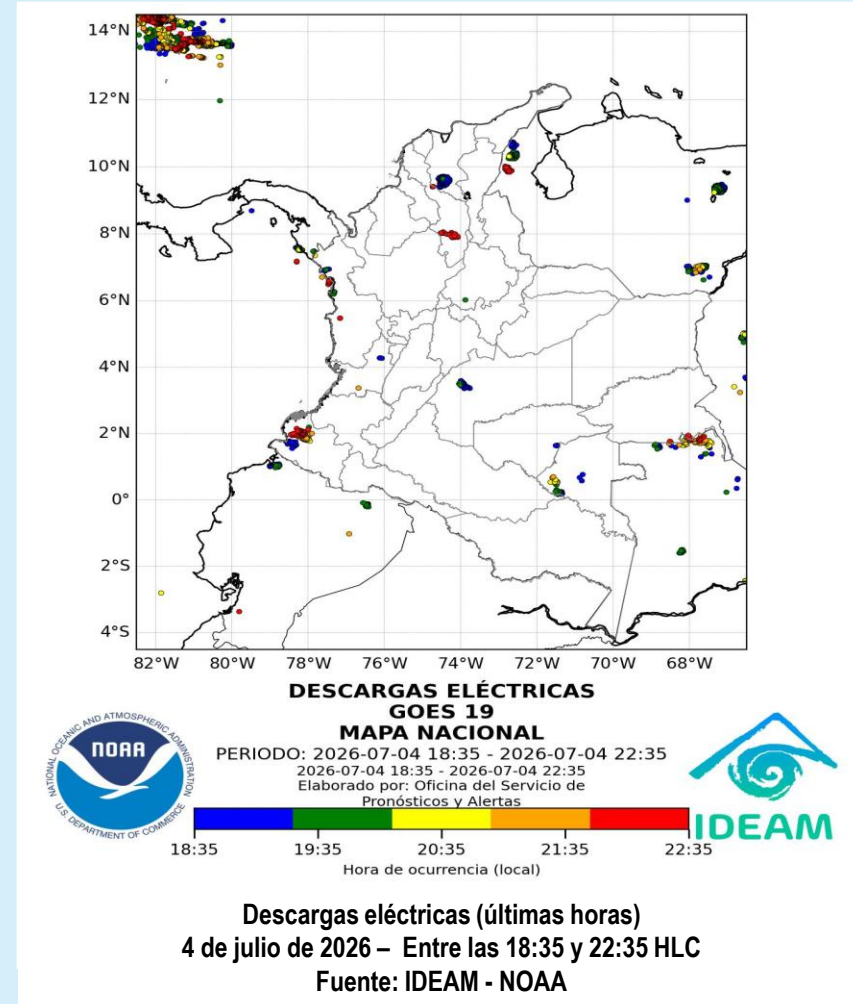 14°N
12°N
10°N
8°N
6°N
4°N
2°N
0°
2°S
4°S
82°W 80°W 78°W 76°W 74°W 72°W 70°W 68°W
DESCARGAS ELÉCTRICAS
GOES 19
MAPA NACIONAL
PERIODO: 2026-07-04 18:35 - 2026-07-04 22:35
2026-07-04 18:35 - 2026-07-04 22:35
Elaborado por: Oficina del Servicio de
Pronósticos y Alertas
NATIONAL OCEANIC AND ATMOSPHERIC ADMINISTRATION
NOAA
U.S. DEPARTMENT OF COMMERCE
IDEAM
18:35 19:35 20:35 21:35 22:35
Hora de ocurrencia (local)
Descargas eléctricas (últimas horas)
4 de julio de 2026 – Entre las 18:35 y 22:35 HLC
Fuente: IDEAM - NOAA